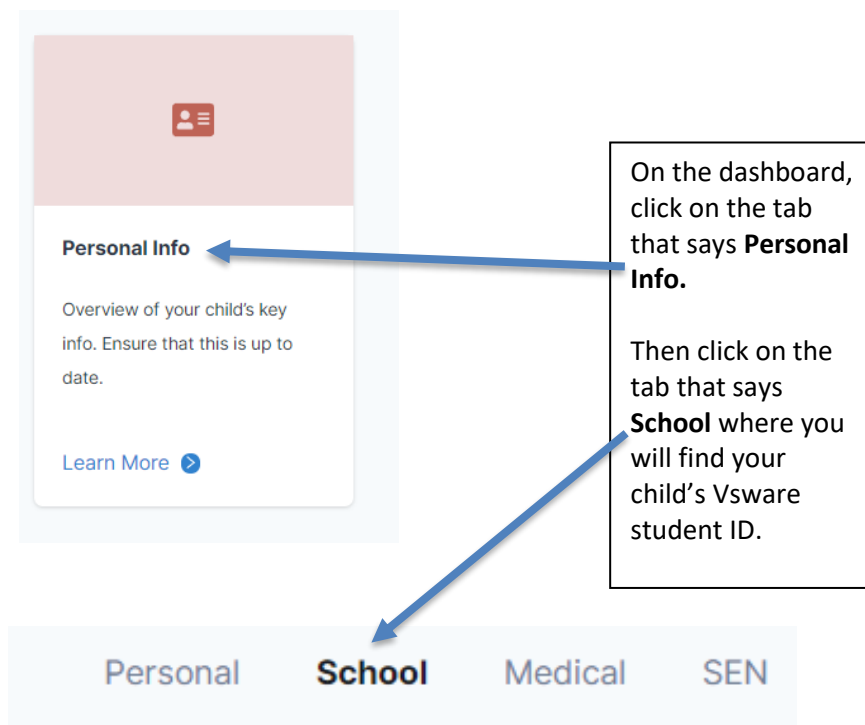 Personal Info
Overview of your child's key
info. Ensure that this is up to
date.
Learn More
On the dashboard,
click on the tab
that says Personal
Info.
Then click on the
tab that says
School where you
will find your
child’s Vsware
student ID.
Personal School Medical SEN